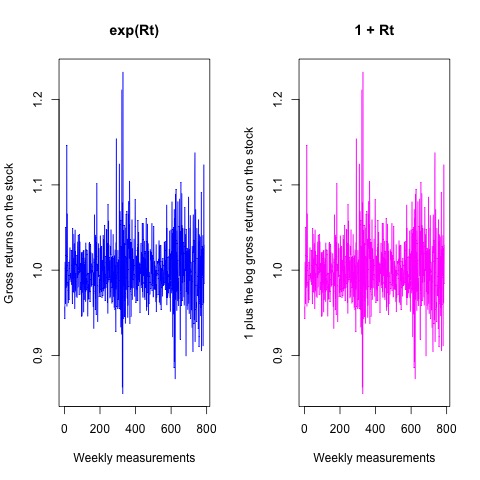 exp(Rt)
Gross returns on the stock
0.9 1.0 1.1 1.2
0 200 400 600 800
Weekly measurements
1 + Rt
1 plus the log gross returns on the stock
0.9 1.0 1.1 1.2
0 200 400 600 800
Weekly measurements